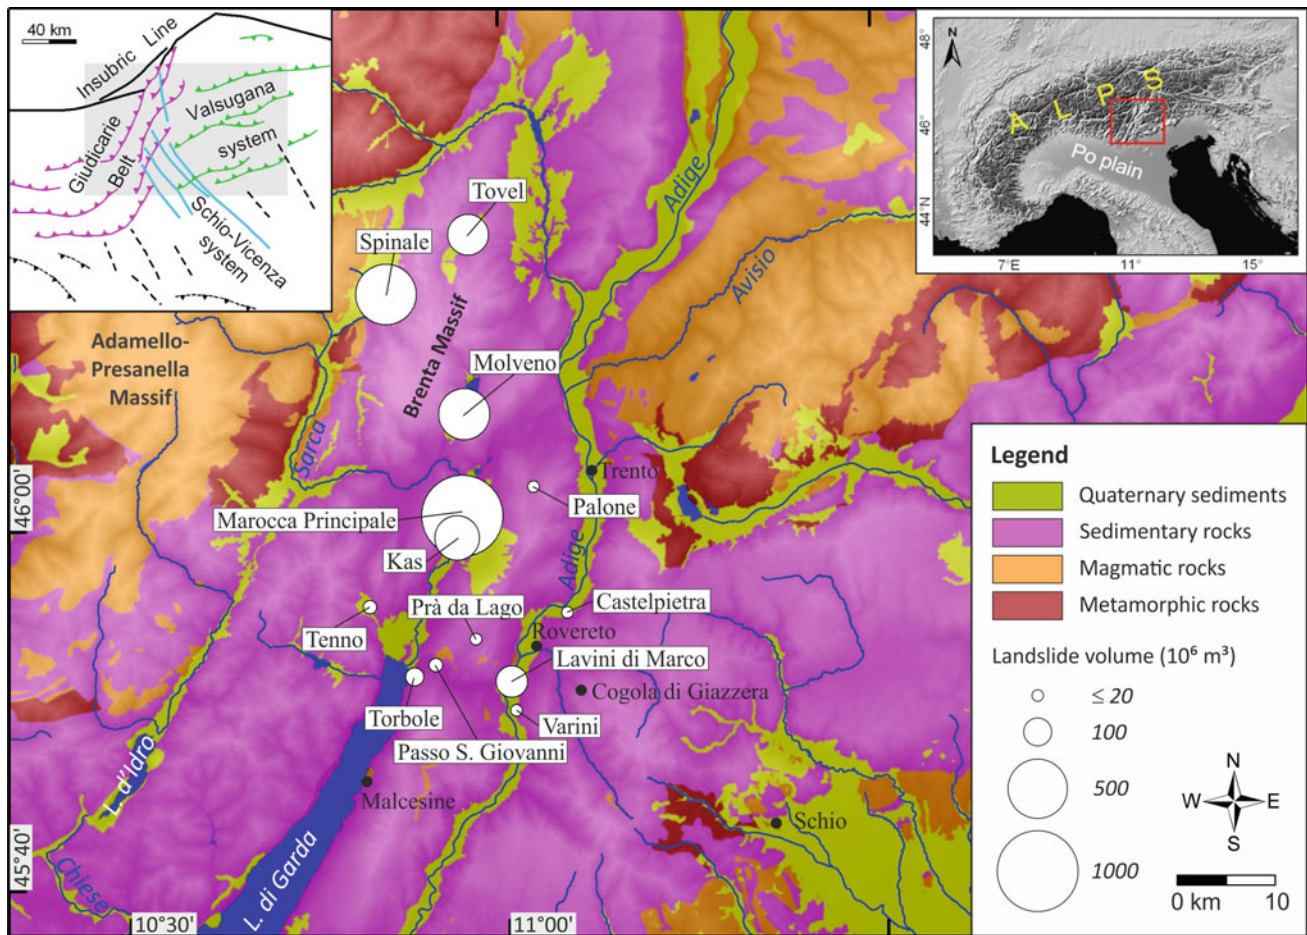 40 km
Insubric Line
Giudicarie
Belt
Valsugana
system
Schio-Vicenza
system
N
48°
46°
44°N
7°E
11°
15°
ALPS
Po plain
Adige
Avisio
Tovel
Spinale
Adamello-
Presanella
Massif
Brenta Massif
Molveno
Sarca
Trento
Palone
Marocca Principale
Kas
Adige
Prà da Lago
Castelpietra
Tenno
Rovereto
Lavini di Marco
Cogola di Giazzera
Torbole
Varini
Passo S. Giovanni
Malcesine
L. d'Idro
L. di Garda
Chiese
Schio
46°00'
45°40'
10°30'
11°00'
Legend
Quaternary sediments
Sedimentary rocks
Magmatic rocks
Metamorphic rocks
Landslide volume (10⁶ m³)
≤ 20
100
500
1000
N
W E
S
0 km 10